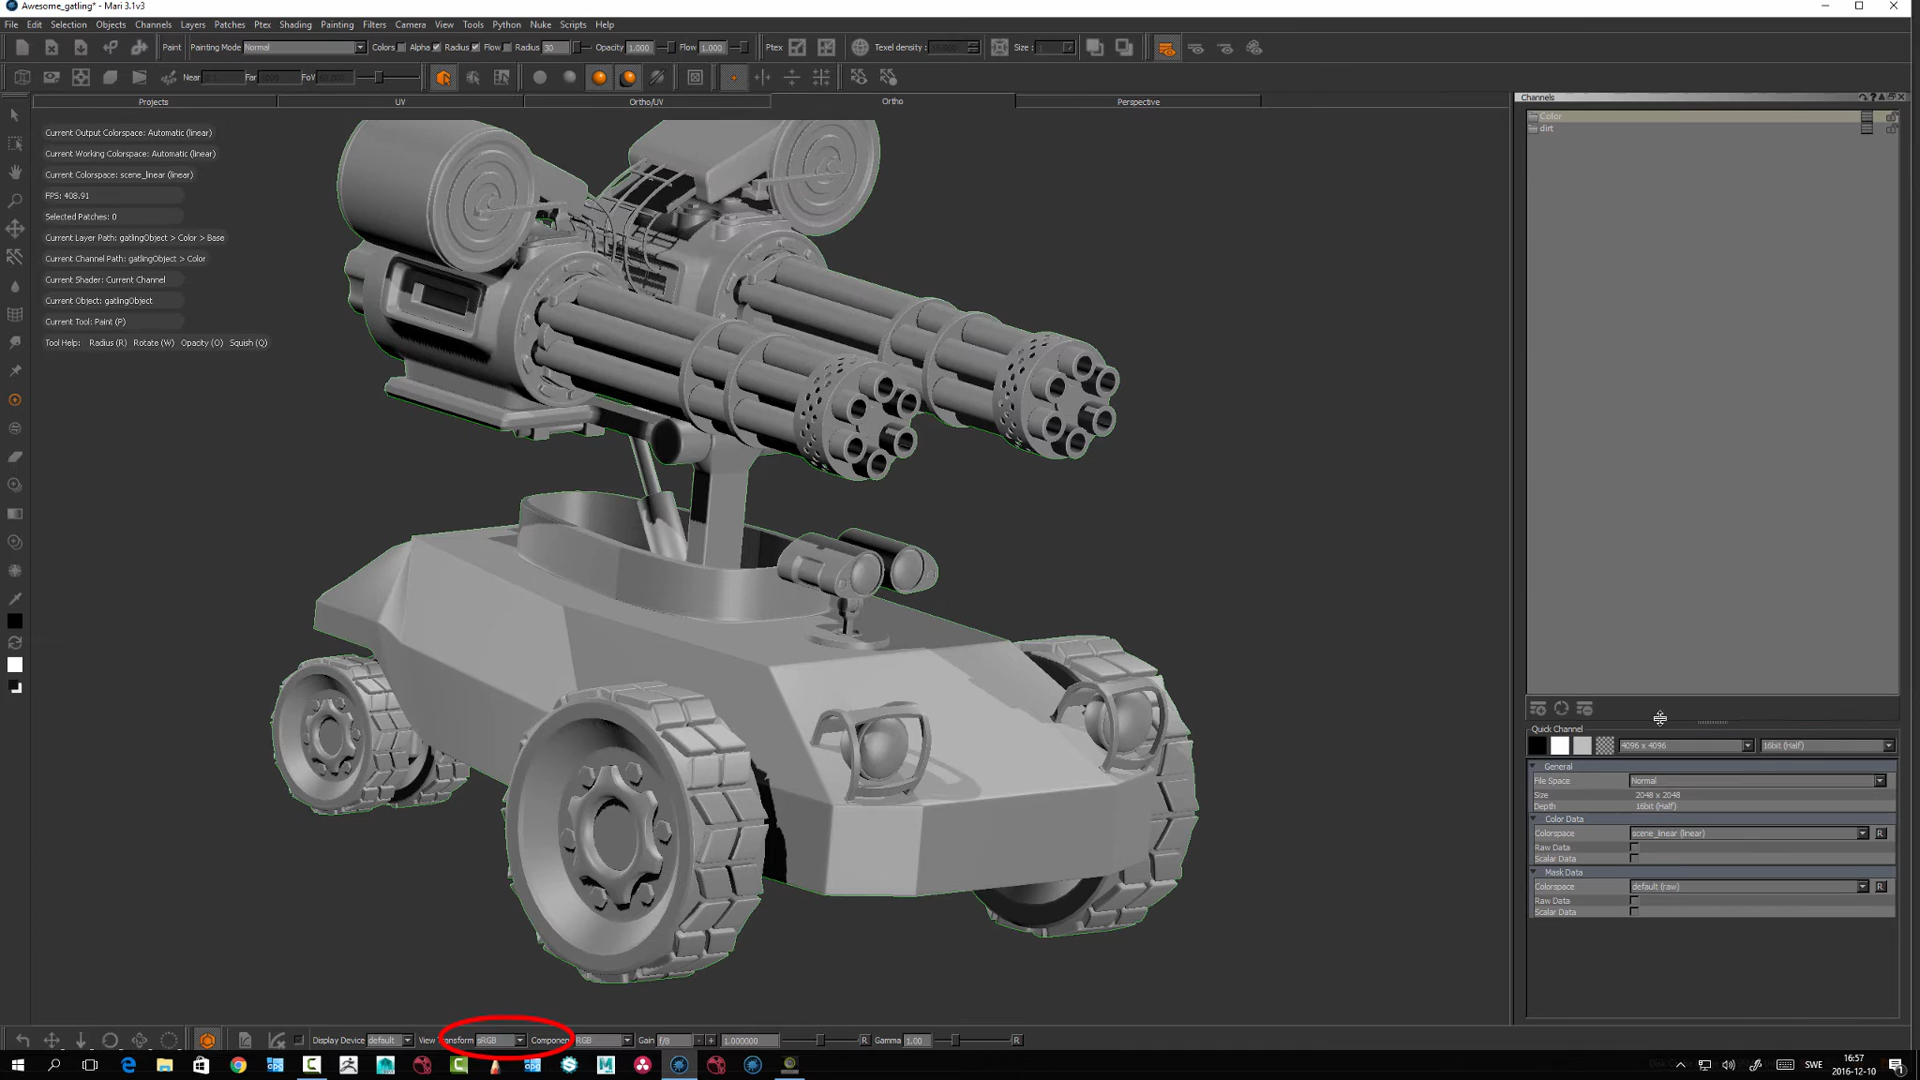 Awesome_gatling* - Mari 3.1v3
File Edit Selection Objects Channels Layers Patches Ptex Shading Painting Filters Camera View Tools Python Nuke Scripts Help
Paint Painting Mode Normal Colors Alpha Radius Flow Radius 30 Opacity 1.000 Flow 1.000 Ptex Texel density: Size :
Near Far FoV
Projects UV Ortho/UV Ortho Perspective
Channels
Current Output Colorspace: Automatic (linear)
Current Working Colorspace: Automatic (linear)
Current Colorspace: scene_linear (linear)
FPS: 408.91
Selected Patches: 0
Current Layer Path: gatlingObject > Color > Base
Current Channel Path: gatlingObject > Color
Current Shader: Current Channel
Current Object: gatlingObject
Current Tool: Paint (P)
Tool Help: Radius (R) Rotate (W) Opacity (O) Squish (Q)
Color
dirt
Quick Channel
4096 x 4096 16bit (Half)
General
File Space Normal
Size 2048 x 2048
Depth 16bit (Half)
Color Data
Colorspace scene_linear (linear) R
Raw Data
Scalar Data
Mask Data
Colorspace default (raw) R
Raw Data
Scalar Data
Display Device default View Transform sRGB Component RGB Gain f/8 - + 1.000000 R Gamma 1.00 R
SWE
16:57
2016-12-10